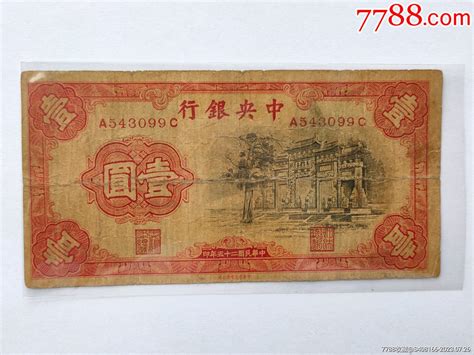 7788.com
壹
壹
中央銀行
A543099C
A543099C
壹圓
中華民國二十五年印
壹
壹